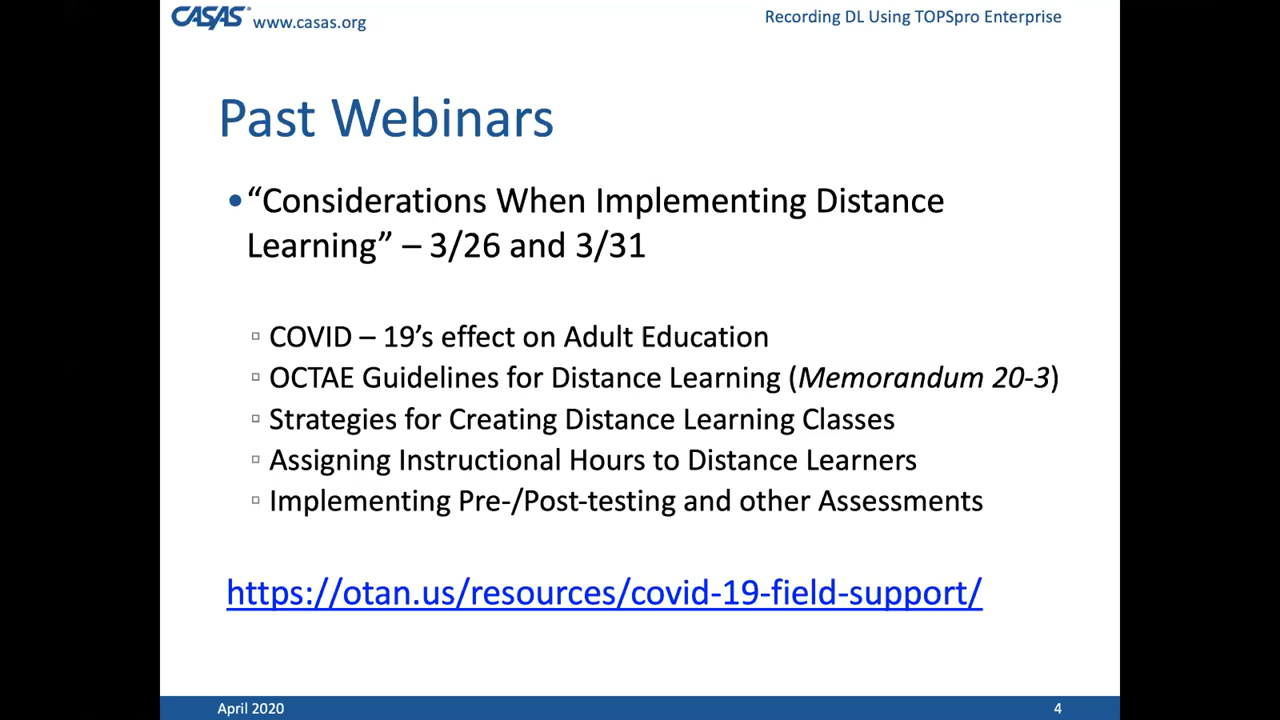 CASAS® www.casas.org
Recording DL Using TOPSpro Enterprise
Past Webinars
• “Considerations When Implementing Distance
Learning” – 3/26 and 3/31
▫ COVID – 19’s effect on Adult Education
▫ OCTAE Guidelines for Distance Learning (Memorandum 20-3)
▫ Strategies for Creating Distance Learning Classes
▫ Assigning Instructional Hours to Distance Learners
▫ Implementing Pre-/Post-testing and other Assessments
https://otan.us/resources/covid-19-field-support/
April 2020
4